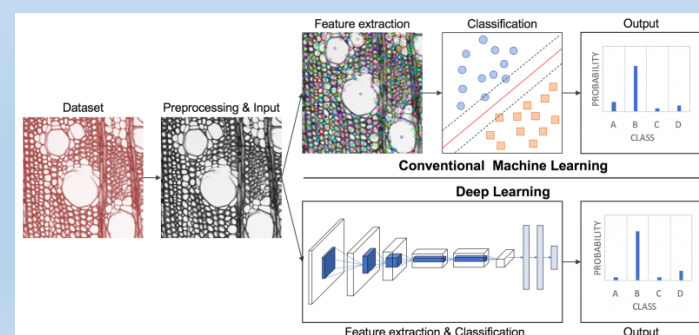 Feature extraction
Classification
Output
Dataset
Preprocessing & Input
PROBABILITY
A B C D
CLASS
Conventional Machine Learning
Deep Learning
PROBABILITY
A B C D
CLASS
Feature extraction & Classification
Output